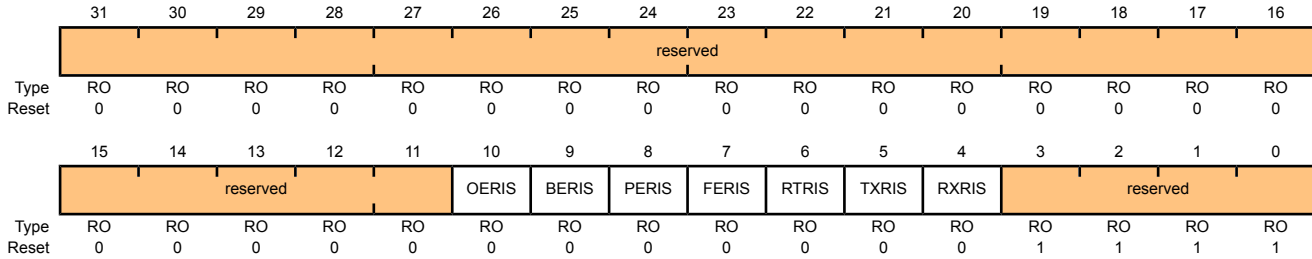 31 30 29 28 27 26 25 24 23 22 21 20 19 18 17 16
reserved
Type RO RO RO RO RO RO RO RO RO RO RO RO RO RO RO RO
Reset 0 0 0 0 0 0 0 0 0 0 0 0 0 0 0 0
15 14 13 12 11 10 9 8 7 6 5 4 3 2 1 0
reserved OERIS BERIS PERIS FERIS RTRIS TXRIS RXRIS reserved
Type RO RO RO RO RO RO RO RO RO RO RO RO RO RO RO RO
Reset 0 0 0 0 0 0 0 0 0 0 0 0 1 1 1 1